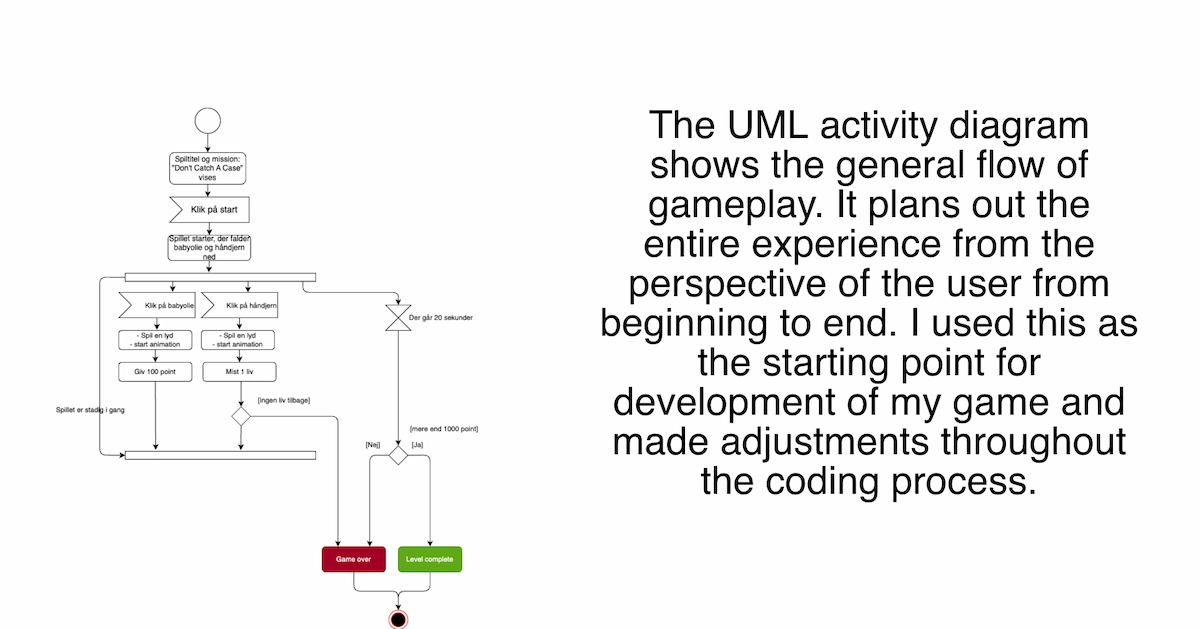 Spiltitel og mission:
"Don't Catch A Case"
vises
Klik på start
Spillet starter, der falder
babyolie og håndjern
ned
Klik på babyolie
Klik på håndjern
- Spil en lyd
- start animation
- Spil en lyd
- start animation
Giv 100 point
Mist 1 liv
[ingen liv tilbage]
Spillet er stadig i gang
Der går 20 sekunder
[mere end 1000 point]
[Nej]
[Ja]
Game over
Level complete
The UML activity diagram
shows the general flow of
gameplay. It plans out the
entire experience from the
perspective of the user from
beginning to end. I used this as
the starting point for
development of my game and
made adjustments throughout
the coding process.